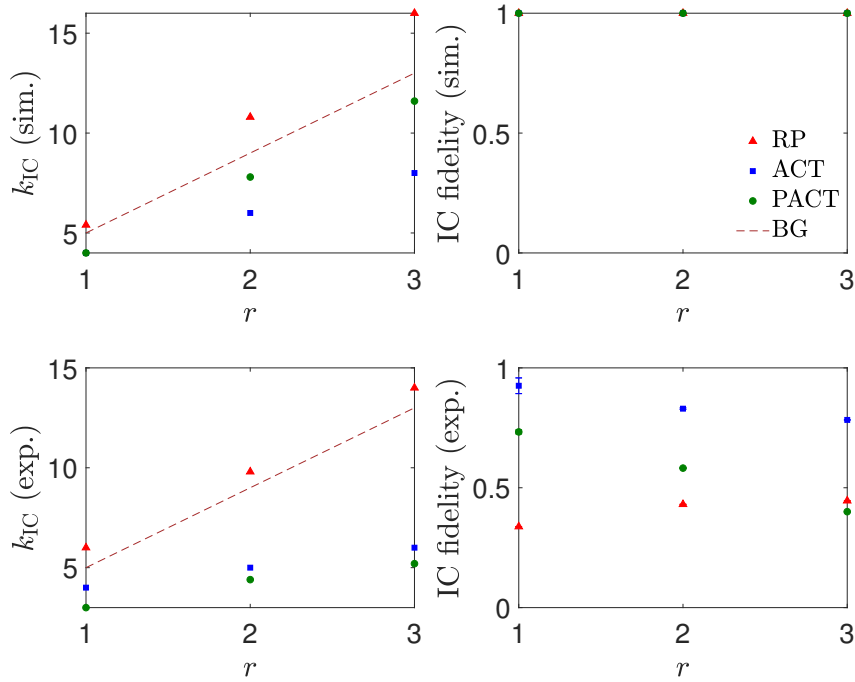 15
10
5
1 2 3
r
k_IC (sim.)
1
0.5
0
1 2 3
r
IC fidelity (sim.)
RP
ACT
PACT
BG
15
10
5
1 2 3
r
k_IC (exp.)
1
0.5
0
1 2 3
r
IC fidelity (exp.)